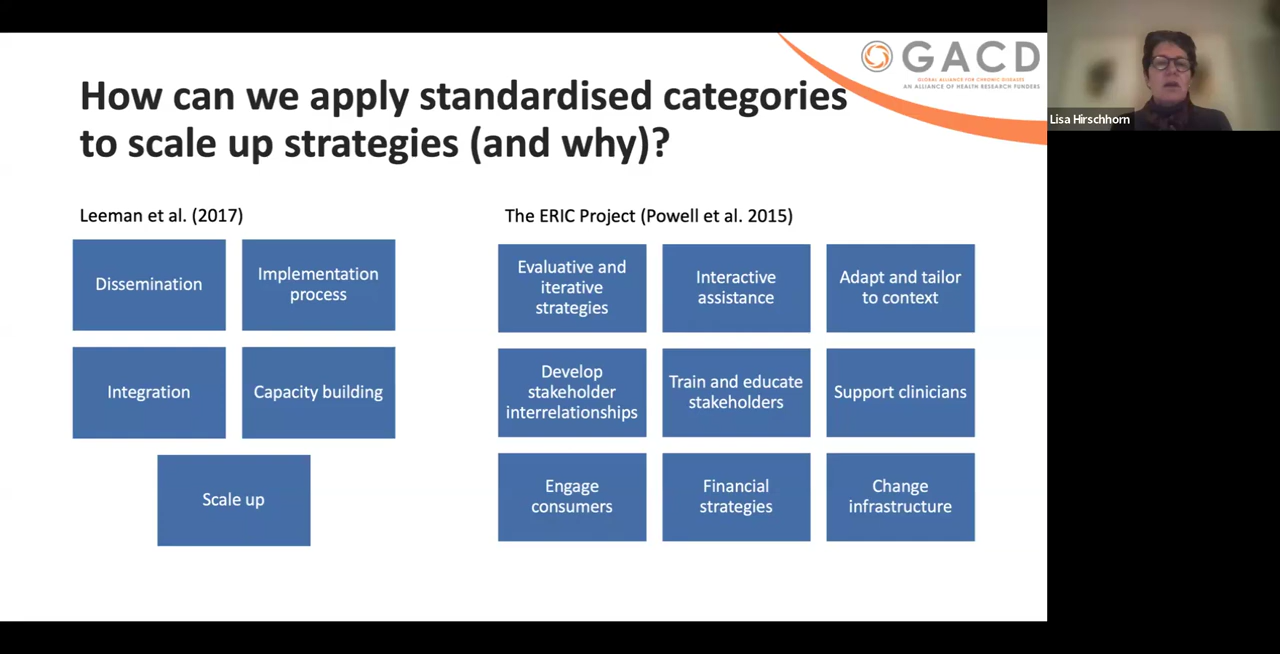 GACD
GLOBAL ALLIANCE FOR CHRONIC DISEASES
AN ALLIANCE OF HEALTH RESEARCH FUNDERS
Lisa Hirschhorn
How can we apply standardised categories
to scale up strategies (and why)?
Leeman et al. (2017)
Dissemination
Implementation
process
Integration
Capacity building
Scale up
The ERIC Project (Powell et al. 2015)
Evaluative and
iterative
strategies
Interactive
assistance
Adapt and tailor
to context
Develop
stakeholder
interrelationships
Train and educate
stakeholders
Support clinicians
Engage
consumers
Financial
strategies
Change
infrastructure